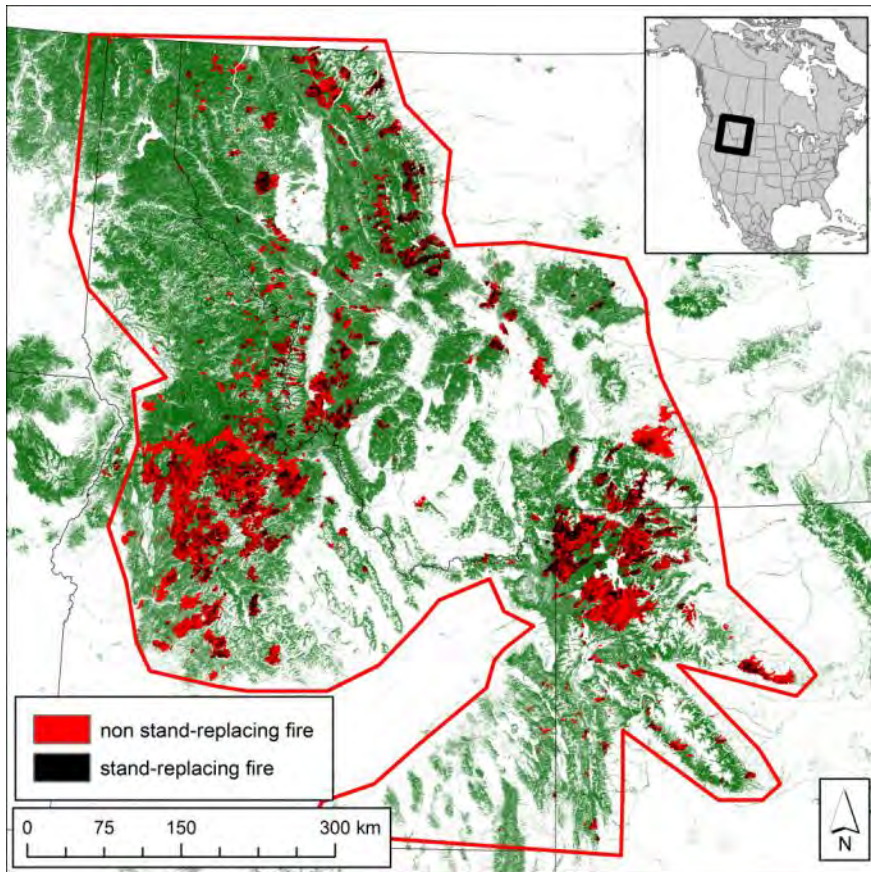 non stand-replacing fire
stand-replacing fire
0 75 150 300 km
N